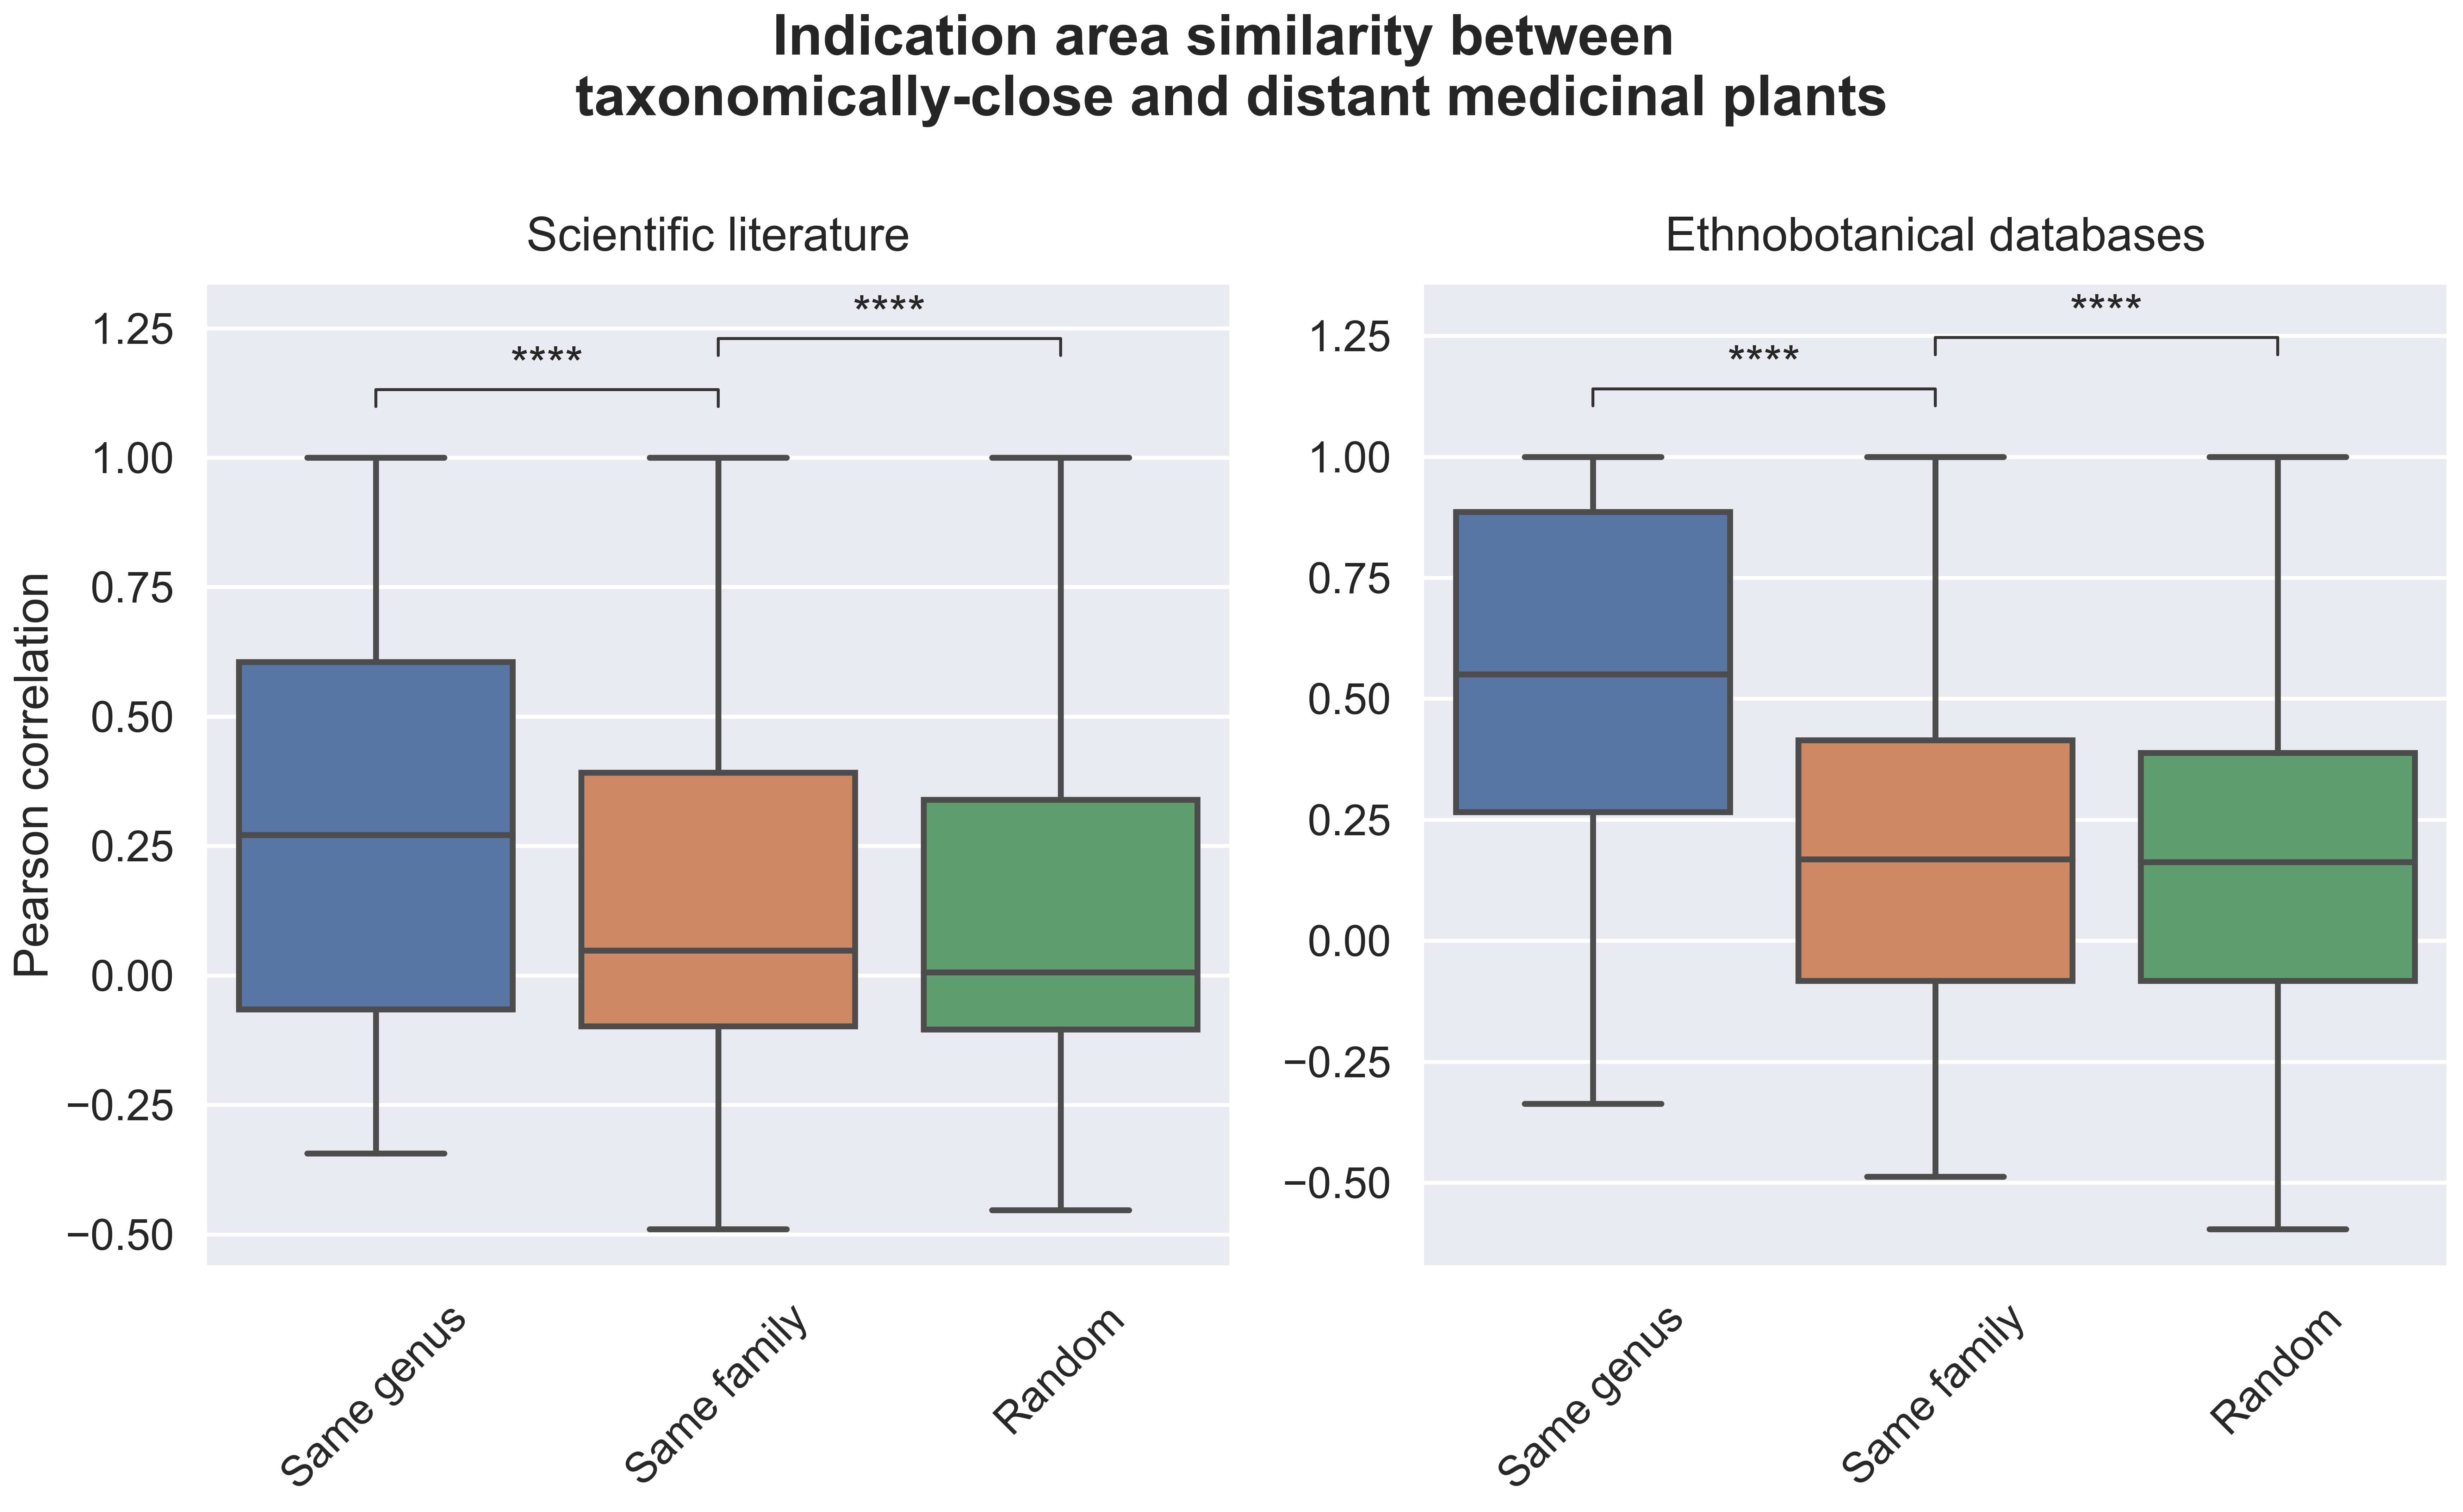 Indication area similarity between
taxonomically-close and distant medicinal plants
Scientific literature
Pearson correlation
1.25
1.00
0.75
0.50
0.25
0.00
−0.25
−0.50
****
****
Same genus
Same family
Random
Ethnobotanical databases
1.25
1.00
0.75
0.50
0.25
0.00
−0.25
−0.50
****
****
Same genus
Same family
Random